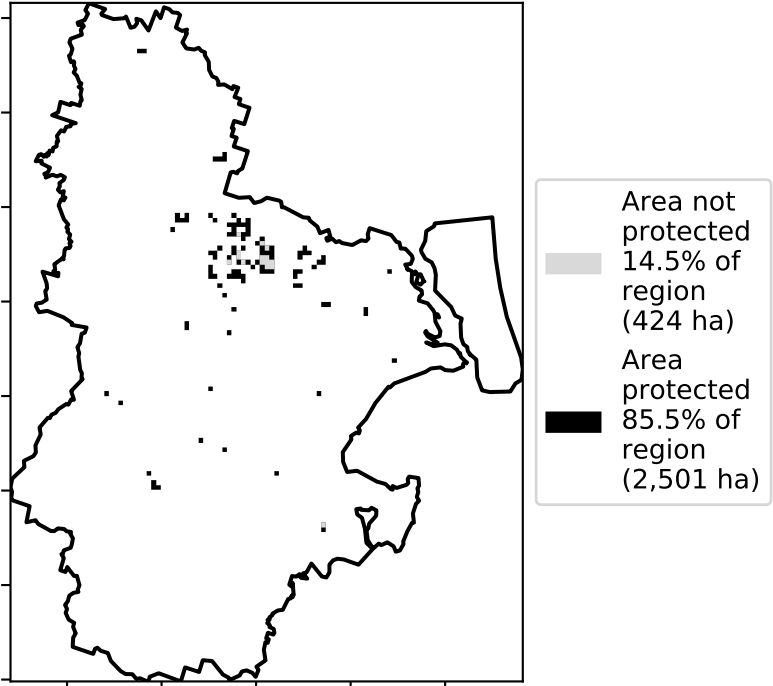 Area not
protected
14.5% of
region
(424 ha)
Area
protected
85.5% of
region
(2,501 ha)